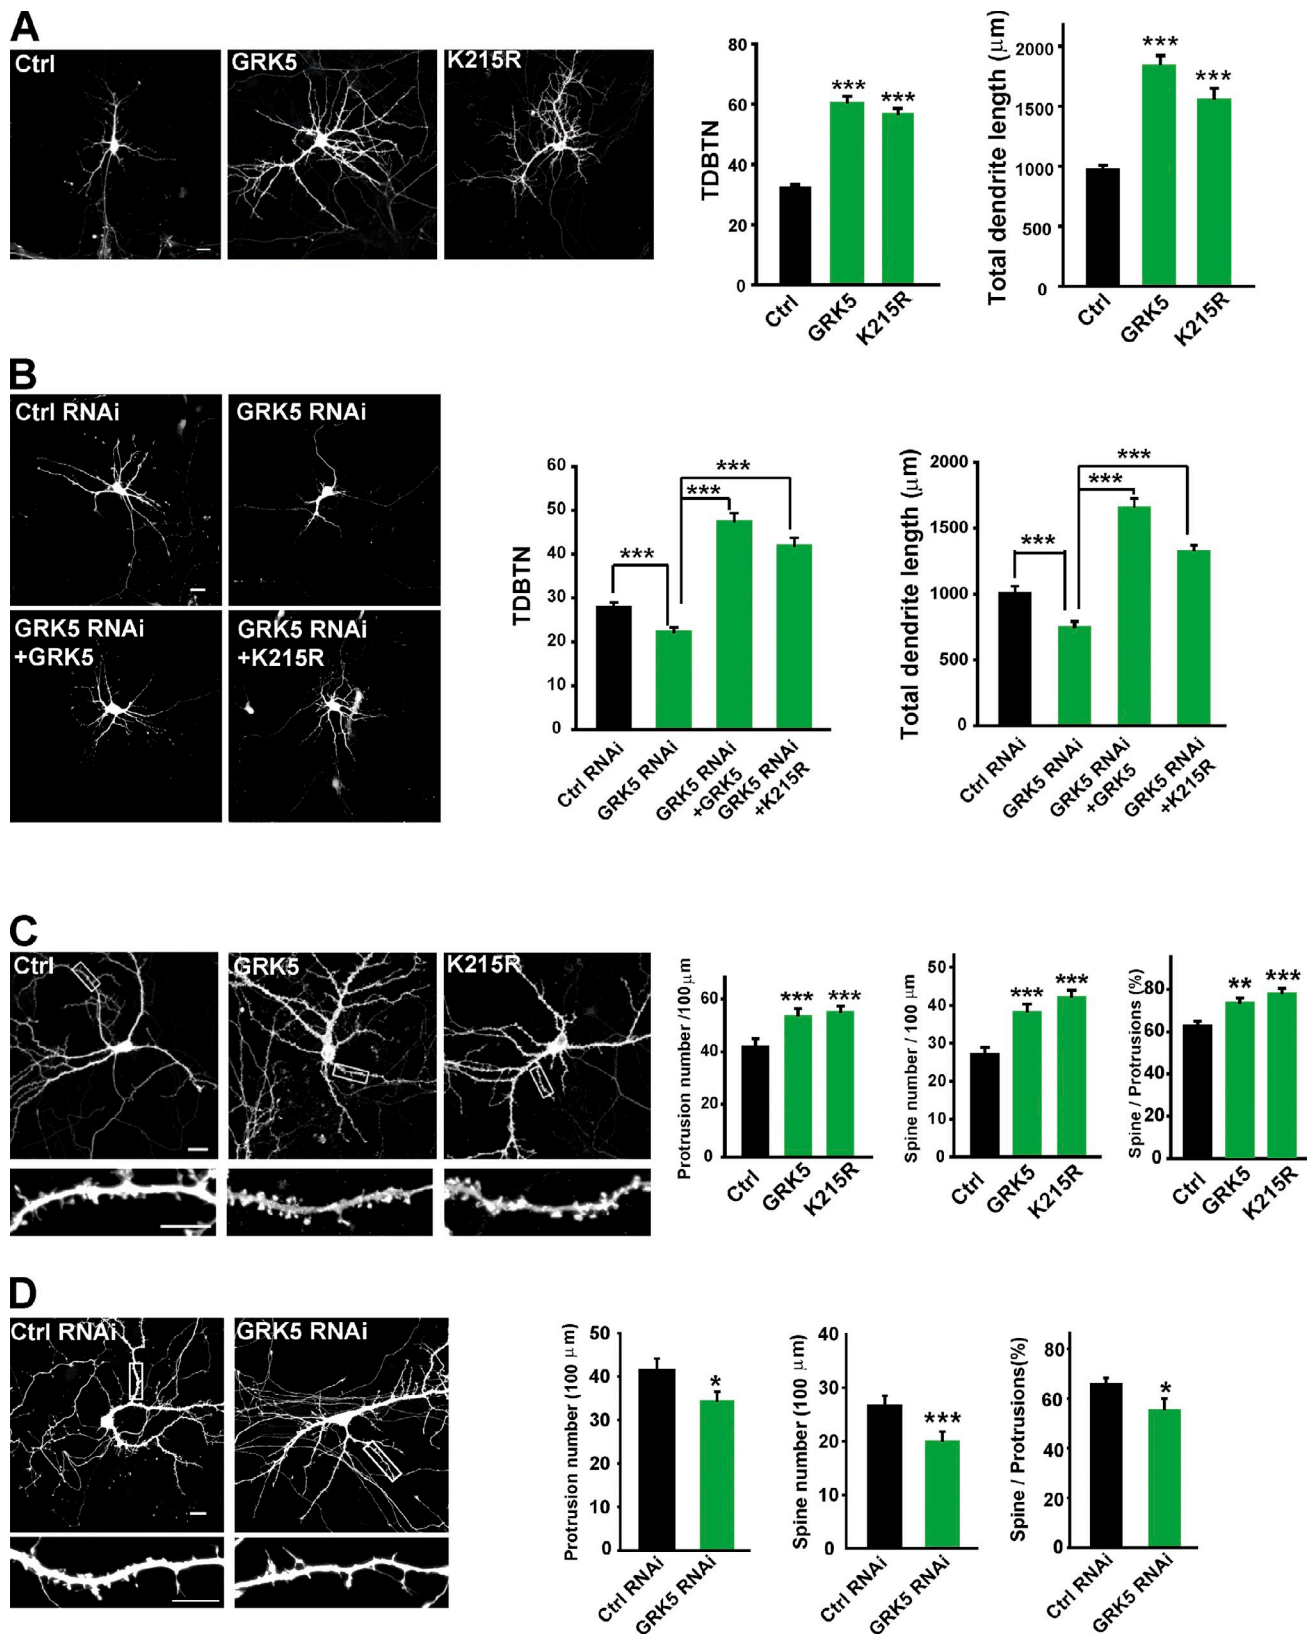 A
Ctrl
GRK5
K215R
TDBTN
80
60
40
20
0
***
***
Ctrl
GRK5
K215R
Total dendrite length (μm)
2000
1500
1000
500
0
***
***
Ctrl
GRK5
K215R
B
Ctrl RNAi
GRK5 RNAi
GRK5 RNAi
+GRK5
GRK5 RNAi
+K215R
TDBTN
60
50
40
30
20
10
0
***
***
***
Ctrl RNAi
GRK5 RNAi
GRK5 RNAi
+GRK5
GRK5 RNAi
+K215R
Total dendrite length (μm)
2000
1500
1000
500
0
***
***
***
Ctrl RNAi
GRK5 RNAi
GRK5 RNAi
+GRK5
GRK5 RNAi
+K215R
C
Ctrl
GRK5
K215R
Protrusion number /100μm
60
40
20
0
***
***
Ctrl
GRK5
K215R
Spine number / 100 μm
50
40
30
20
10
0
***
***
Ctrl
GRK5
K215R
Spine / Protrusions (%)
80
60
40
20
0
**
***
Ctrl
GRK5
K215R
D
Ctrl RNAi
GRK5 RNAi
Protrusion number (100 μm)
50
40
30
20
10
0
*
Ctrl RNAi
GRK5 RNAi
Spine number (100 μm)
40
30
20
10
0
***
Ctrl RNAi
GRK5 RNAi
Spine / Protrusions(%)
80
60
40
20
0
*
Ctrl RNAi
GRK5 RNAi